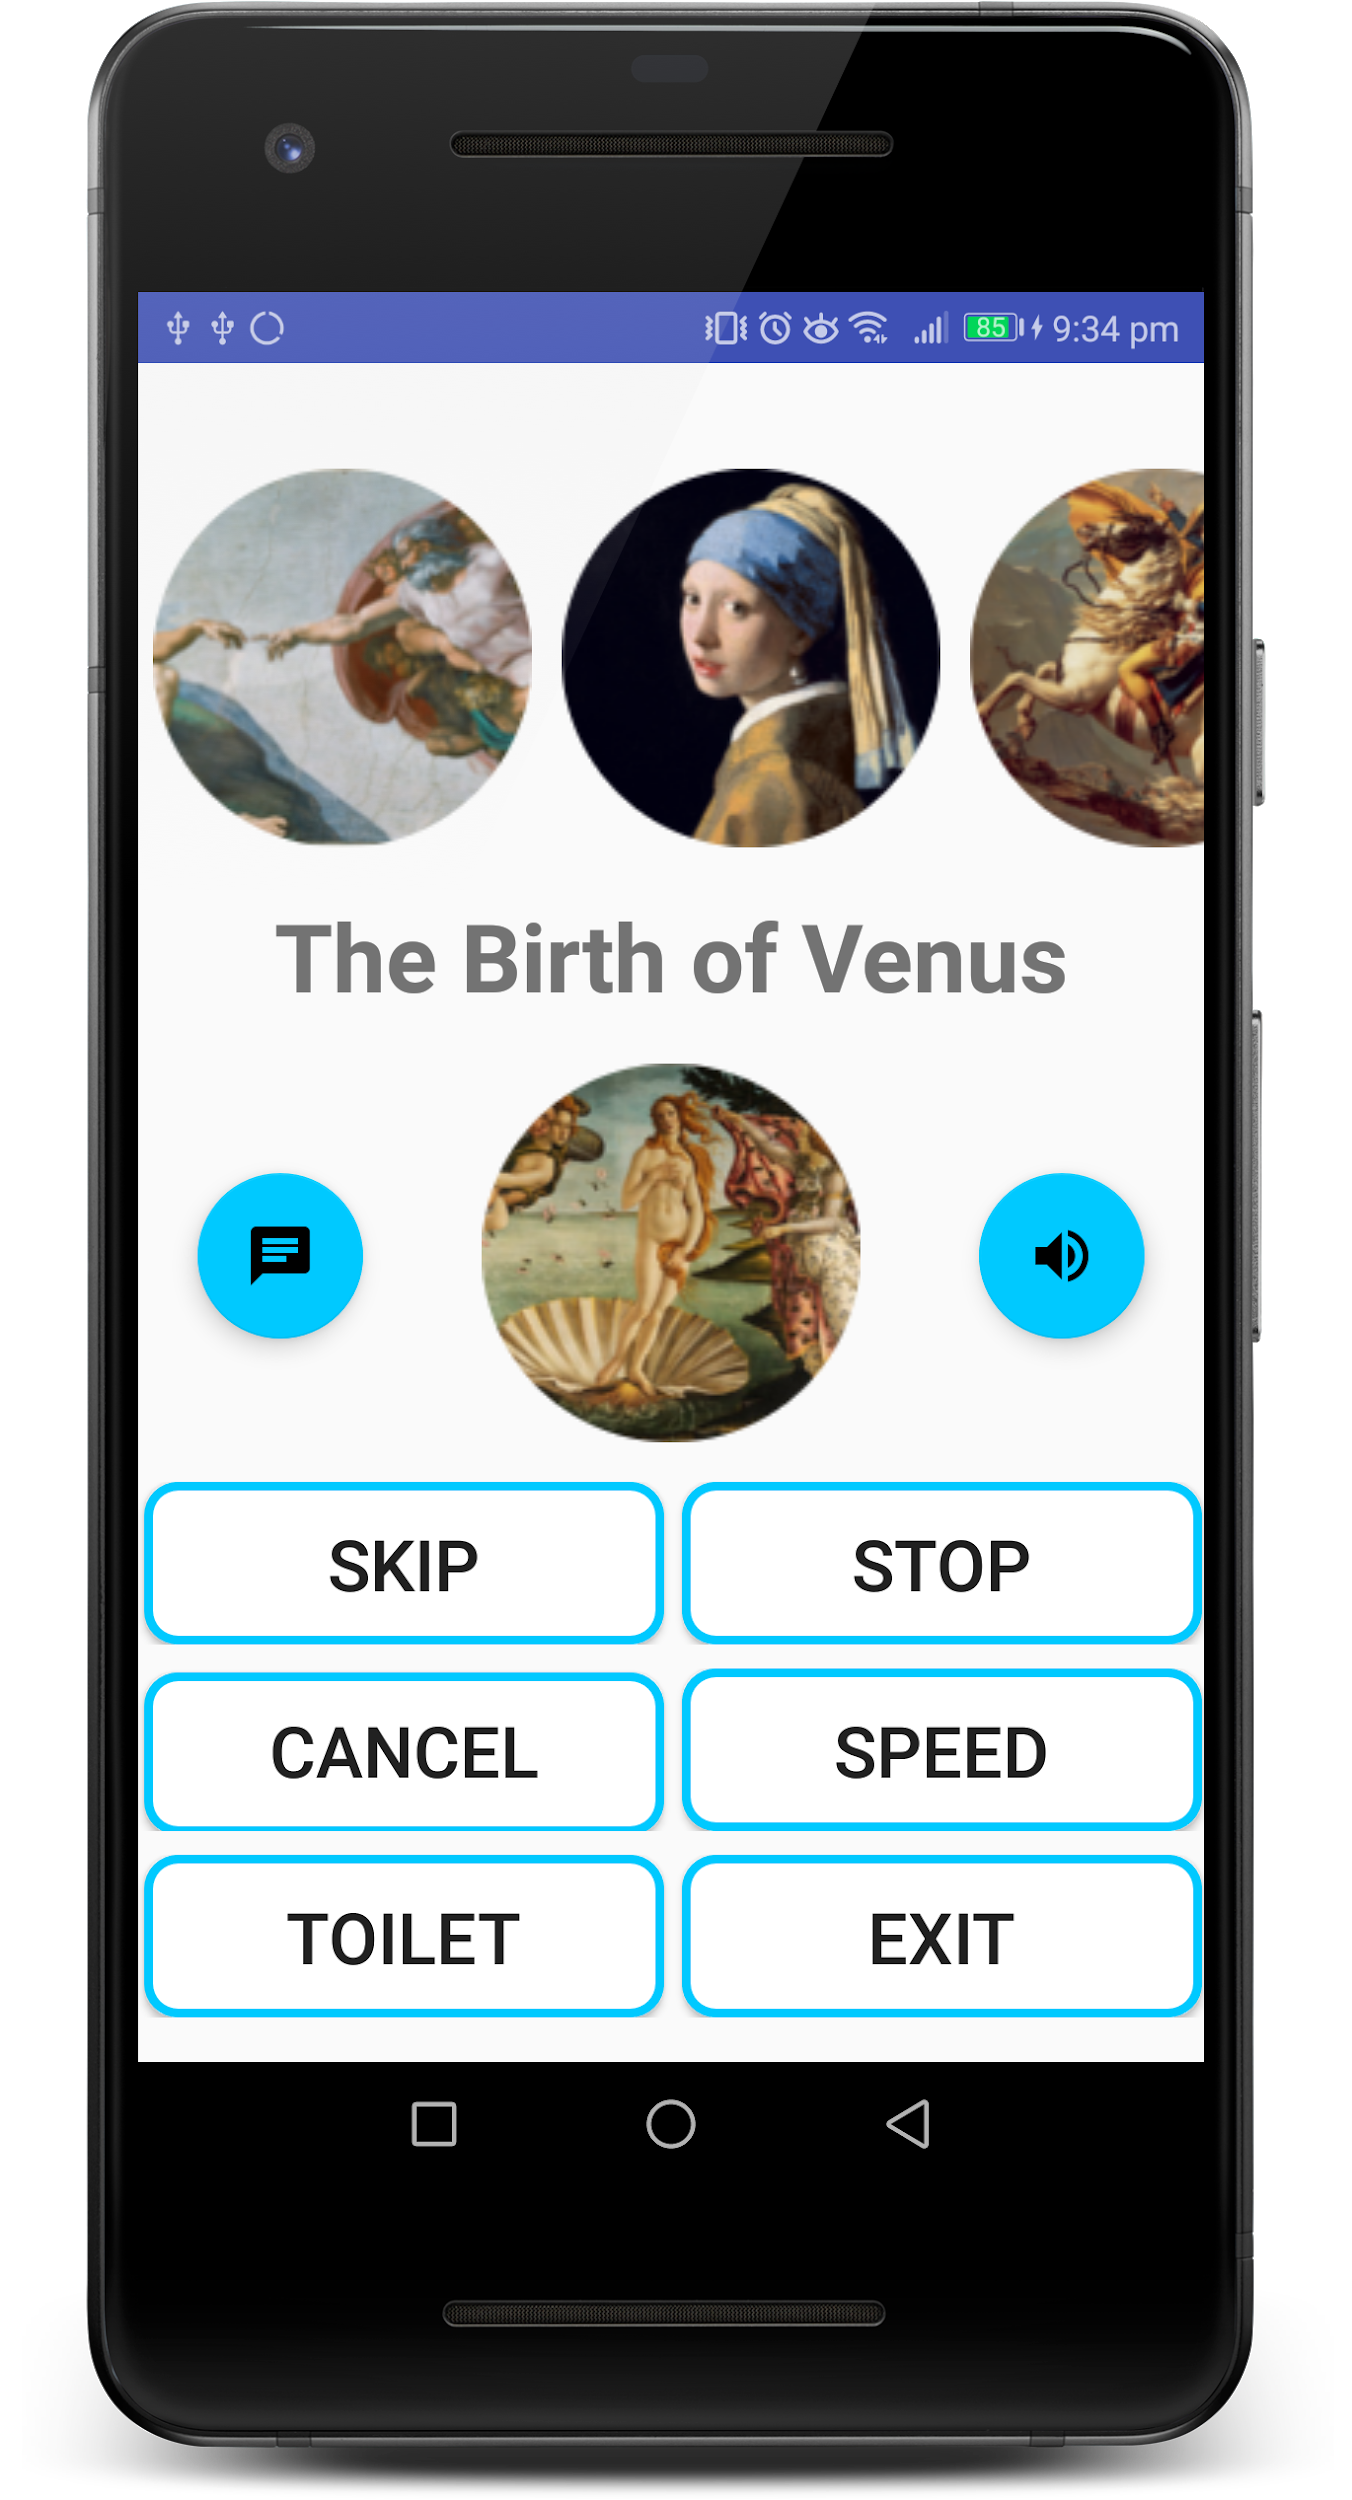 85 9:34 pm
The Birth of Venus
SKIP STOP
CANCEL SPEED
TOILET EXIT